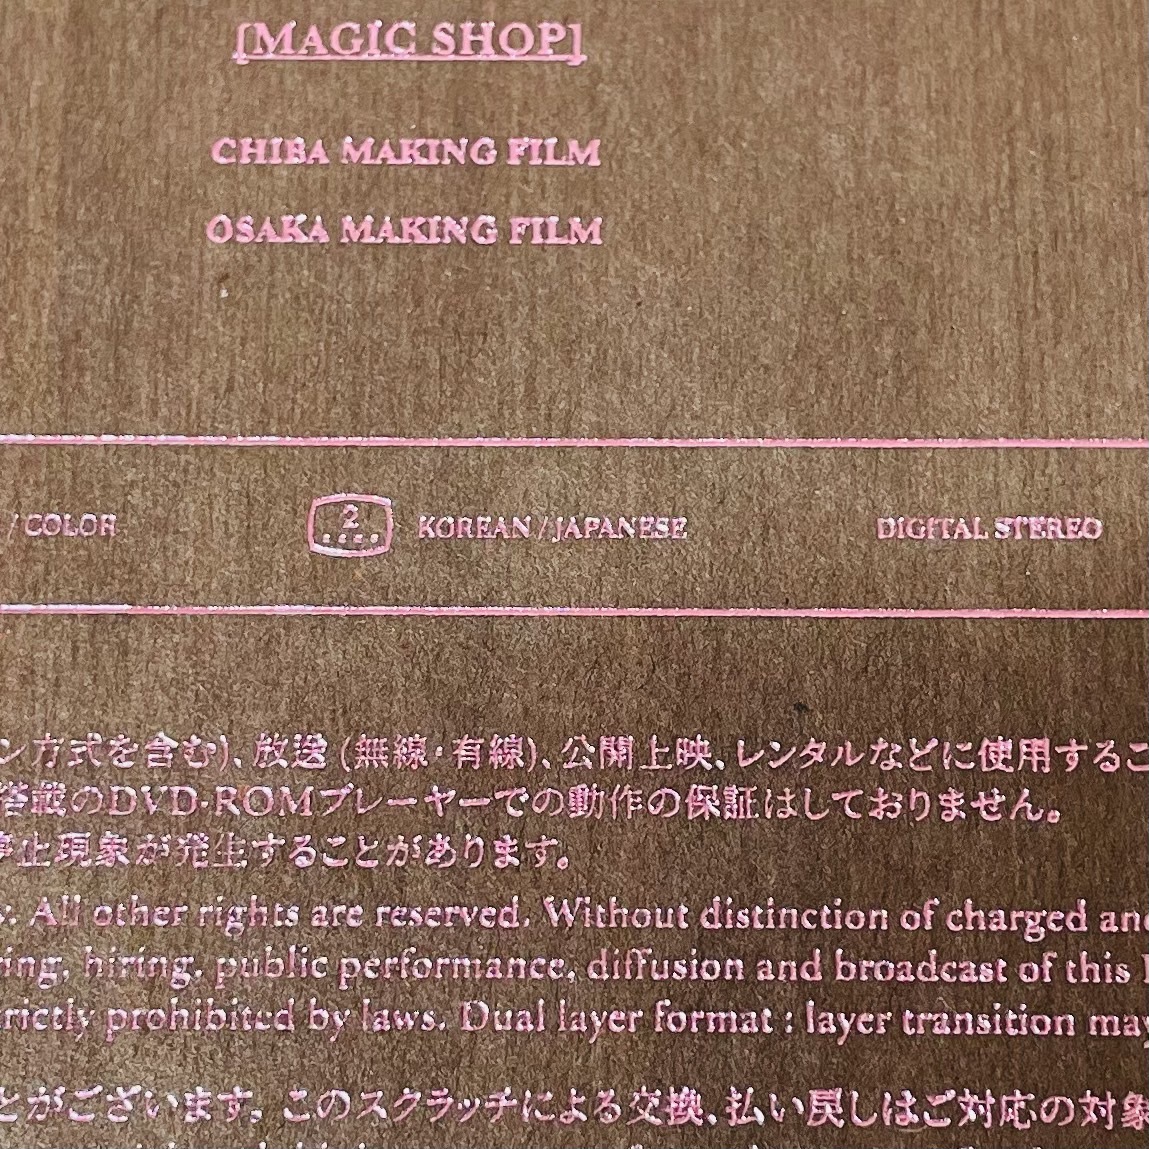 [MAGIC SHOP]
CHIBA MAKING FILM
OSAKA MAKING FILM
/ COLOR 2 KOREAN / JAPANESE DIGITAL STEREO
ン方式を含む)、放送 (無線・有線)、公開上映、レンタルなどに使用するこ
搭載のDVD-ROMプレーヤーでの動作の保証はしておりません。
停止現象が発生することがあります。
All other rights are reserved. Without distinction of charged and
hiring, public performance, diffusion and broadcast of this
strictly prohibited by laws. Dual layer format : layer transition may
とがございます。このスクラッチによる交換、払い戻しはご対応の対象